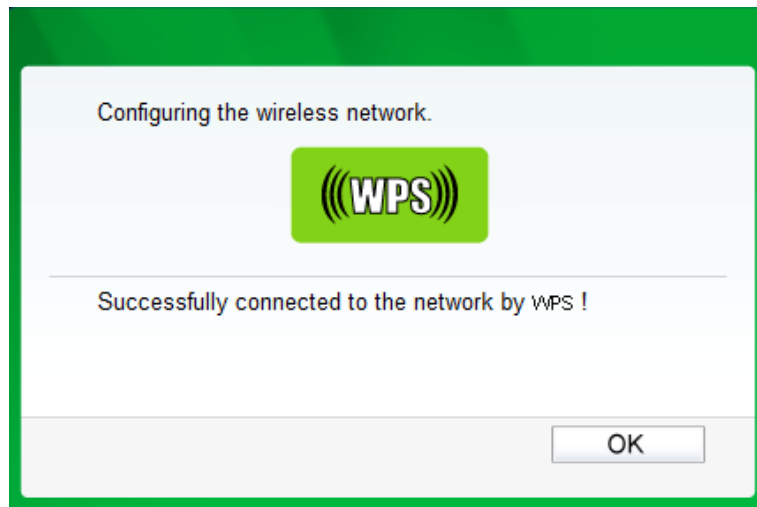 Configuring the wireless network.
(((WPS)))
Successfully connected to the network by WPS !
OK